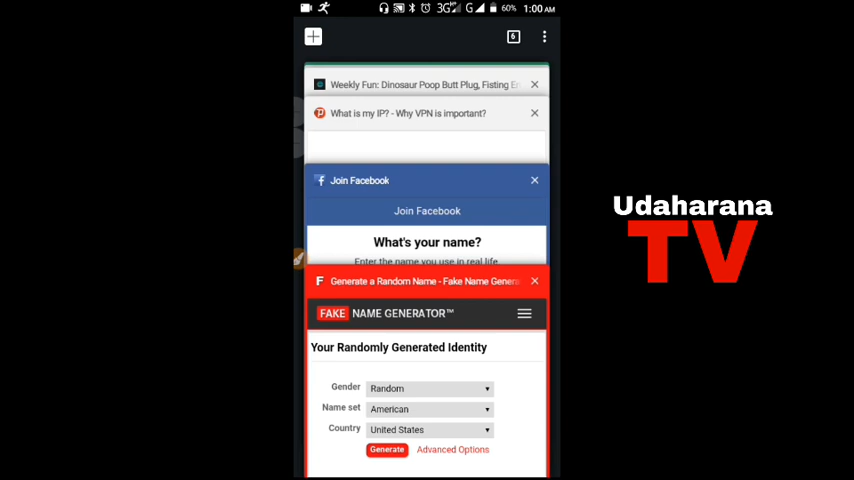 3G G 60% 1:00 AM
6
Weekly Fun: Dinosaur Poop Butt Plug, Fisting En
What is my IP? - Why VPN is important?
Join Facebook
Join Facebook
What's your name?
Enter the name you use in real life
F Generate a Random Name - Fake Name Genera
FAKE NAME GENERATOR™
Your Randomly Generated Identity
Gender Random
Name set American
Country United States
Generate Advanced Options
Udaharana
TV